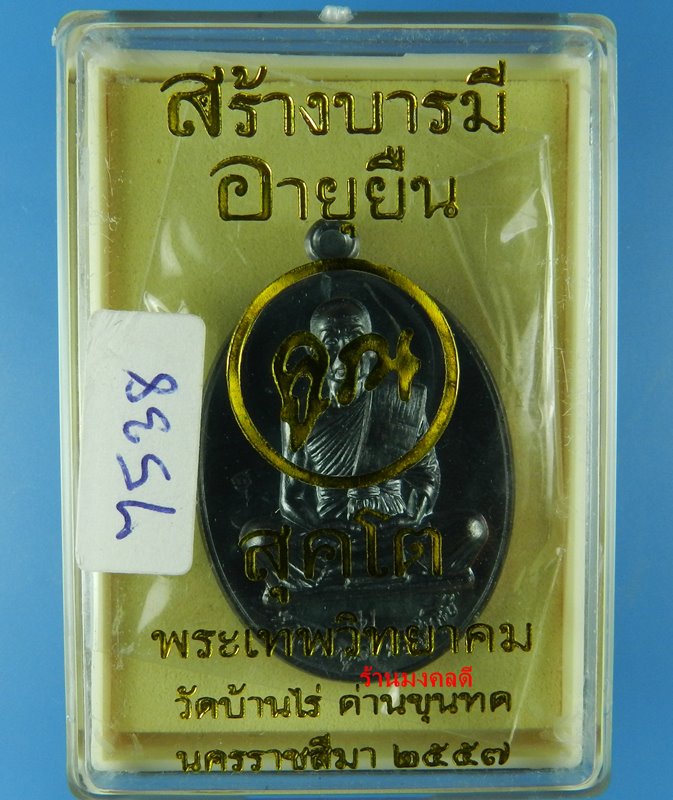 สร้างบารมี
อายุยืน
คูณ
7538
สุคโต
พระเทพวิทยาคม
ร้านมงคลดี
วัดบ้านไร่ ด่านขุนทด
นครราชสีมา ๒๕๕๗